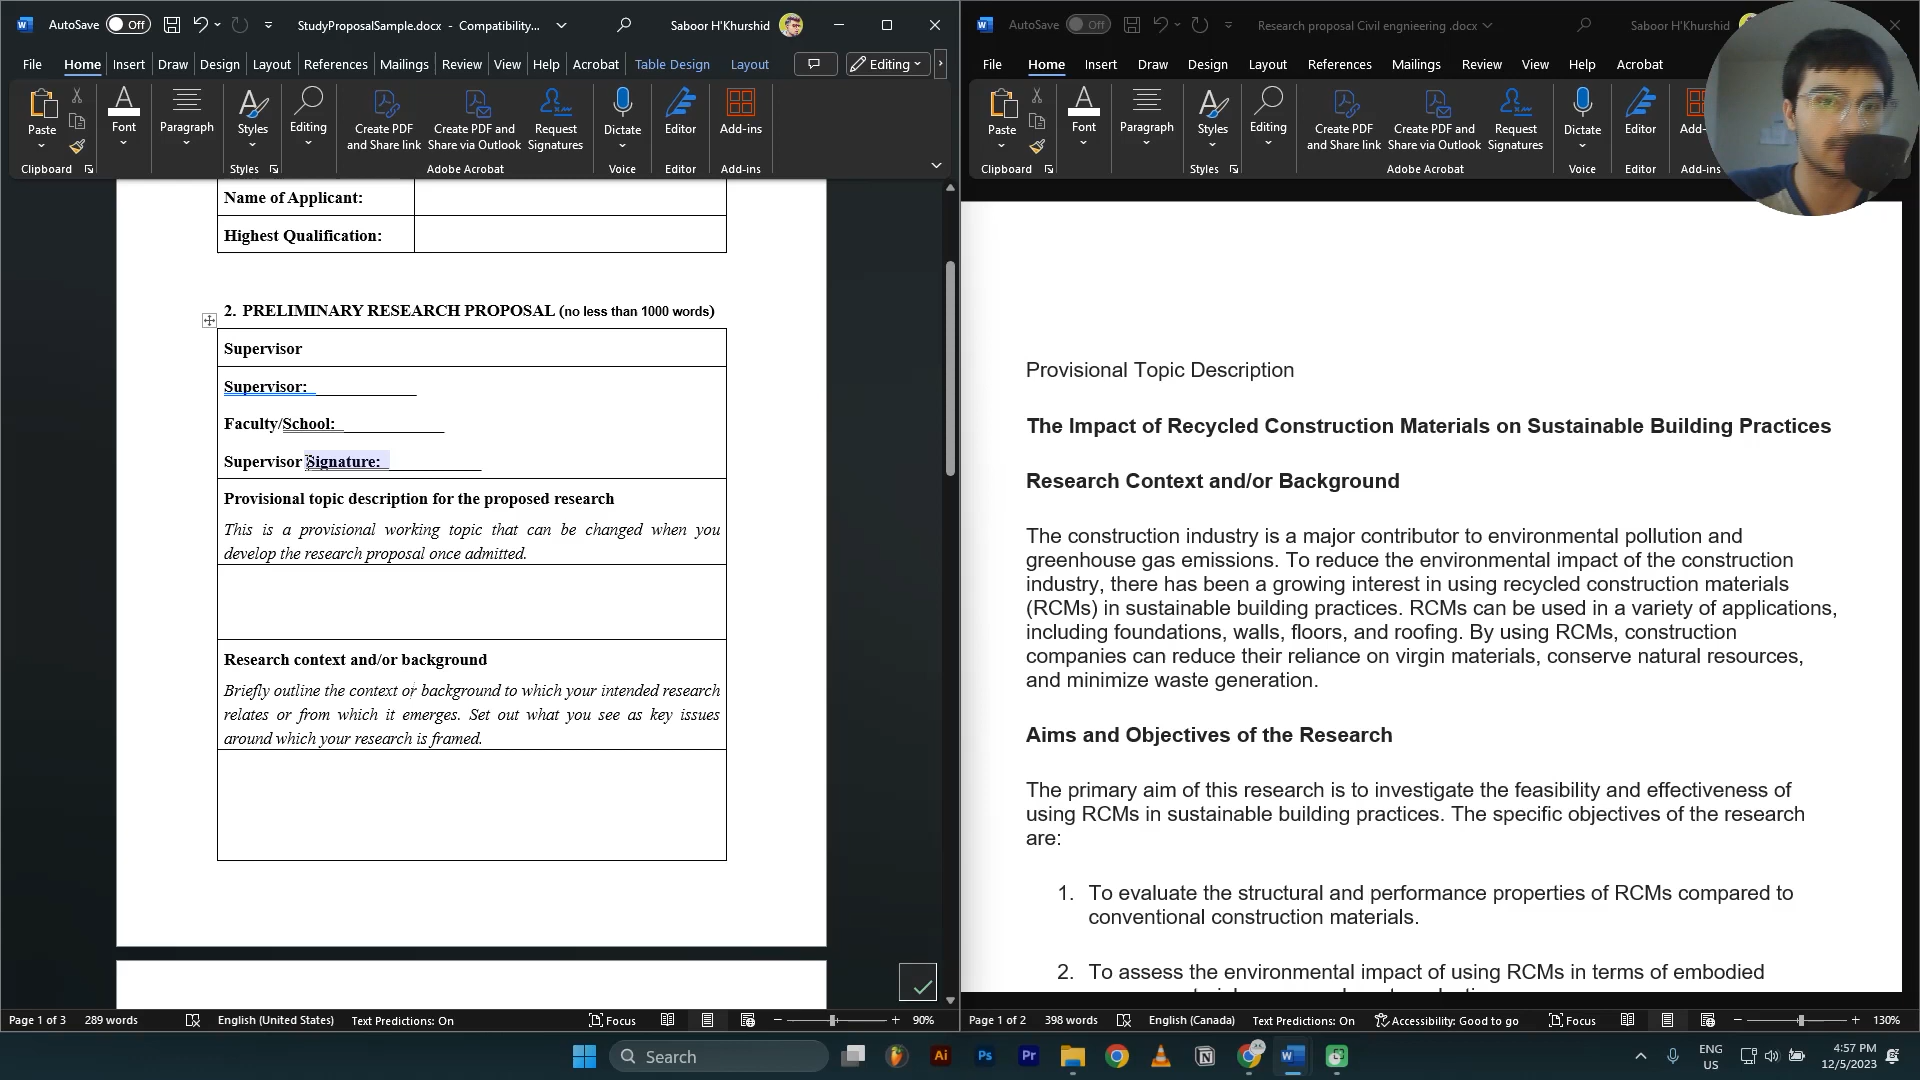 AutoSave Off StudyProposalSample.docx - Compatibility... Saboor H'Khurshid
File Home Insert Draw Design Layout References Mailings Review View Help Acrobat Table Design Layout Editing
Paste Font Paragraph Styles Editing Create PDF and Share link Create PDF and Share via Outlook Request Signatures Dictate Editor Add-ins
Clipboard Styles Adobe Acrobat Voice Editor Add-ins
Name of Applicant:
Highest Qualification:
2. PRELIMINARY RESEARCH PROPOSAL (no less than 1000 words)
Supervisor
Supervisor: ____________
Faculty/School: ____________
Supervisor Signature: ___________
Provisional topic description for the proposed research
This is a provisional working topic that can be changed when you
develop the research proposal once admitted.
Research context and/or background
Briefly outline the context or background to which your intended research
relates or from which it emerges. Set out what you see as key issues
around which your research is framed.
Page 1 of 3 289 words English (United States) Text Predictions: On Focus 90%
AutoSave Off Research proposal Civil engnieering .docx Saboor H'Khurshid
File Home Insert Draw Design Layout References Mailings Review View Help Acrobat
Paste Font Paragraph Styles Editing Create PDF and Share link Create PDF and Share via Outlook Request Signatures Dictate Editor Add-
Clipboard Styles Adobe Acrobat Voice Editor Add-ins
Provisional Topic Description
The Impact of Recycled Construction Materials on Sustainable Building Practices
Research Context and/or Background
The construction industry is a major contributor to environmental pollution and
greenhouse gas emissions. To reduce the environmental impact of the construction
industry, there has been a growing interest in using recycled construction materials
(RCMs) in sustainable building practices. RCMs can be used in a variety of applications,
including foundations, walls, floors, and roofing. By using RCMs, construction
companies can reduce their reliance on virgin materials, conserve natural resources,
and minimize waste generation.
Aims and Objectives of the Research
The primary aim of this research is to investigate the feasibility and effectiveness of
using RCMs in sustainable building practices. The specific objectives of the research
are:
1. To evaluate the structural and performance properties of RCMs compared to
conventional construction materials.
2. To assess the environmental impact of using RCMs in terms of embodied
Page 1 of 2 398 words English (Canada) Text Predictions: On Accessibility: Good to go Focus 130%
Search Ai Ps Pr ENG US 4:57 PM 12/5/2023